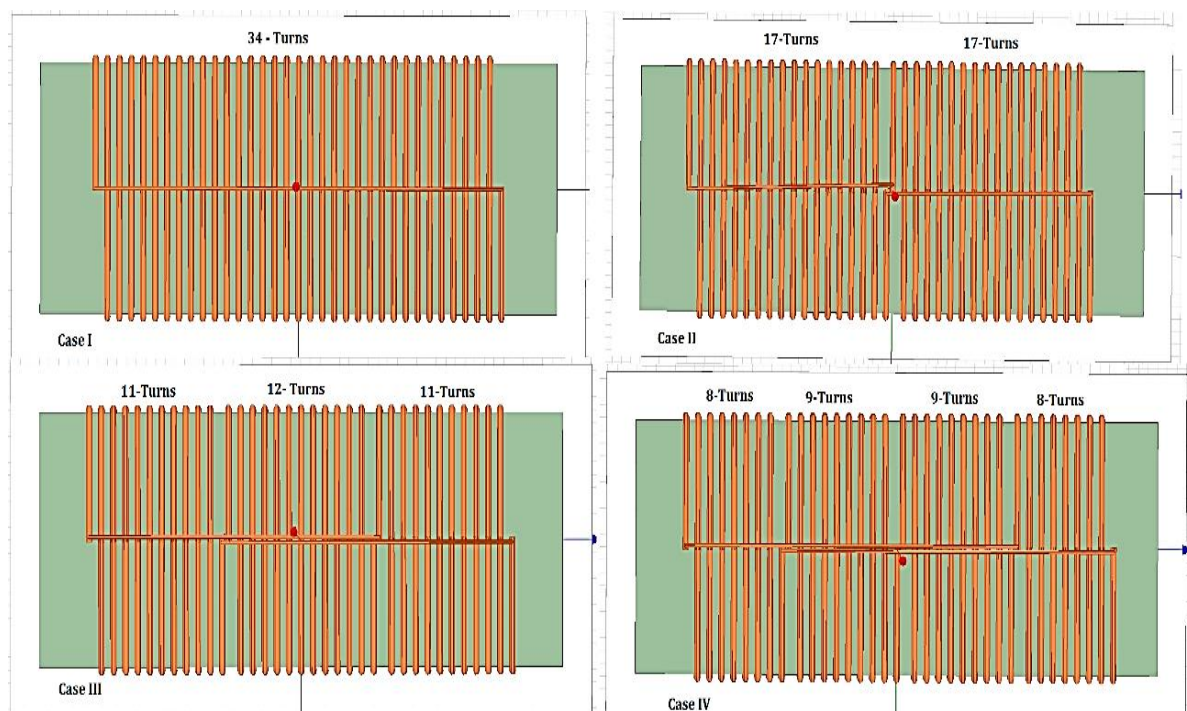 34 - Turns
Case I
17-Turns 17-Turns
Case II
11-Turns 12- Turns 11-Turns
Case III
8-Turns 9-Turns 9-Turns 8-Turns
Case IV